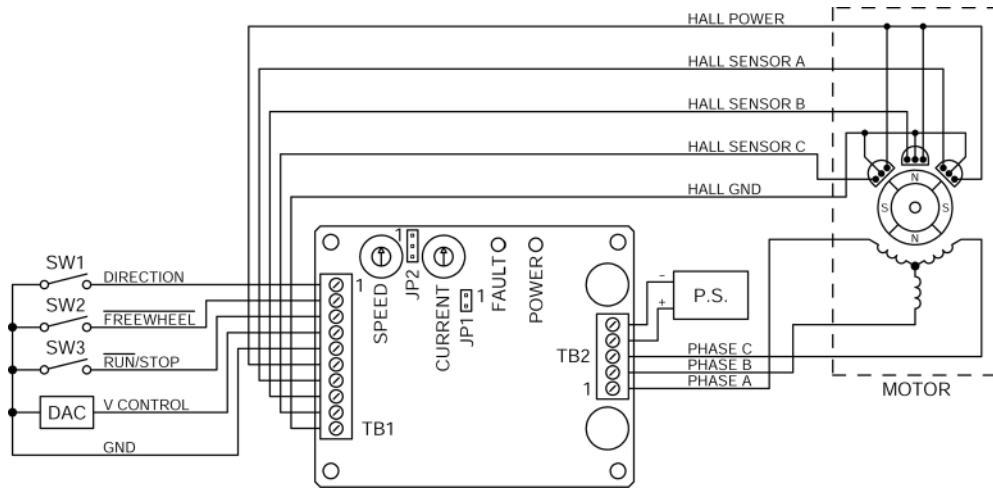 HALL POWER
HALL SENSOR A
HALL SENSOR B
HALL SENSOR C
HALL GND
N
S
S
N
SW1
DIRECTION
SW2
FREEWHEEL
SW3
RUN/STOP
DAC
V CONTROL
GND
1
TB1
SPEED
1
JP2
CURRENT
1
JP1
FAULT
POWER
TB2
1
-
+
P.S.
PHASE C
PHASE B
PHASE A
MOTOR